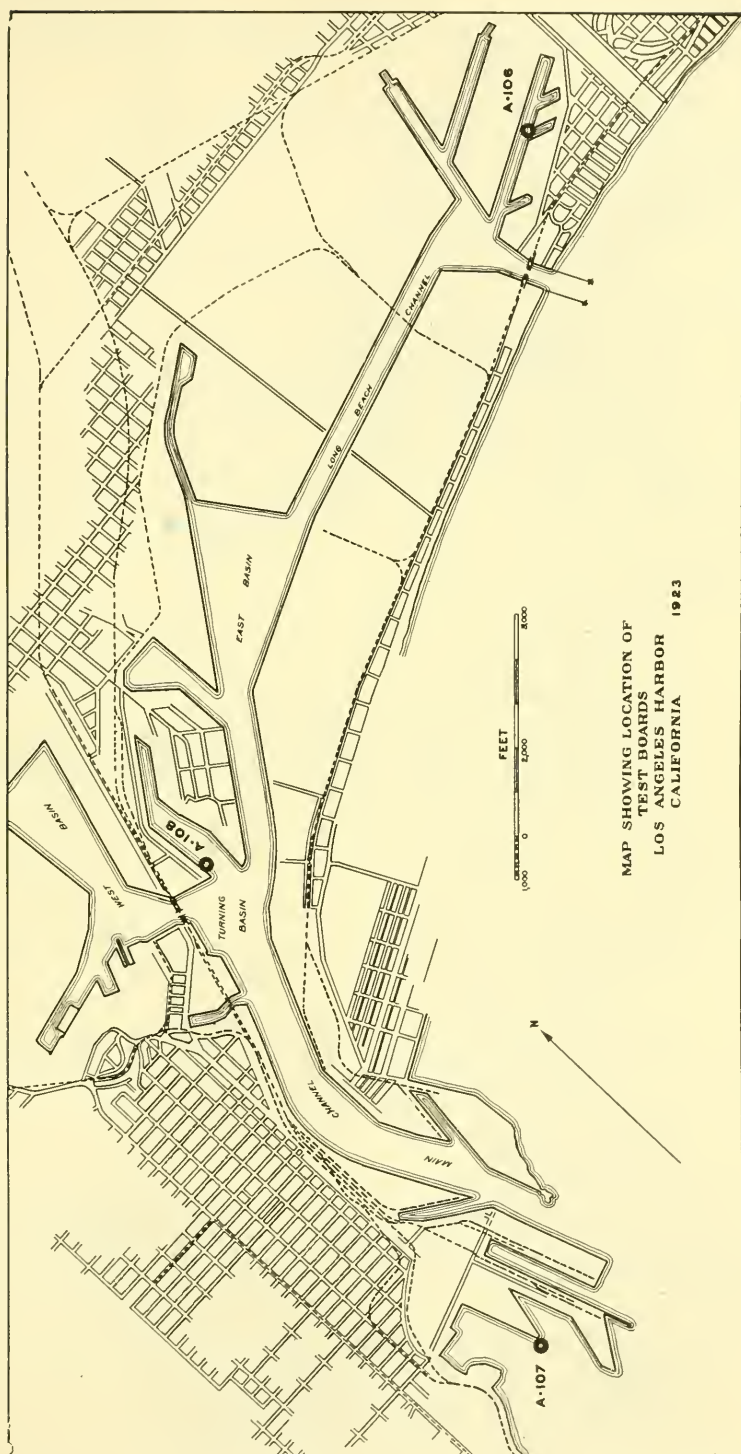 MAP SHOWING LOCATION OF
TEST BOARDS
LOS ANGELES HARBOR
CALIFORNIA 1923
FEET
1,000 0 2,000 5,000
N
A-106
A-107
A-108
WEST BASIN
TURNING BASIN
EAST BASIN
LONG BEACH CHANNEL
MAIN CHANNEL